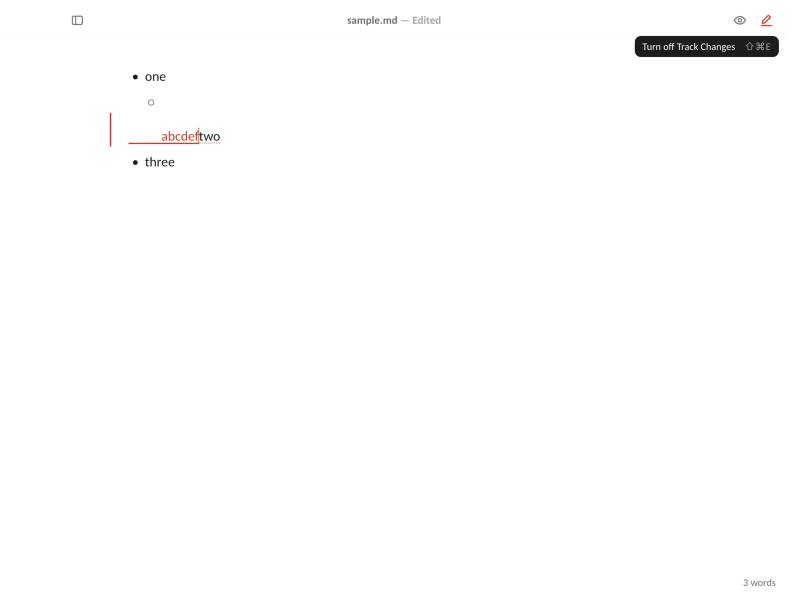 sample.md — Edited
Turn off Track Changes ⇧⌘E
• one
○
abcdeftwo
• three
3 words